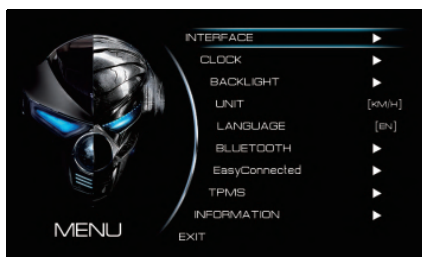 INTERFACE ▶
CLOCK ▶
BACKLIGHT ▶
UNIT [KM/H]
LANGUAGE [EN]
BLUETOOTH ▶
EasyConnected ▶
TPMS ▶
INFORMATION ▶
EXIT
MENU